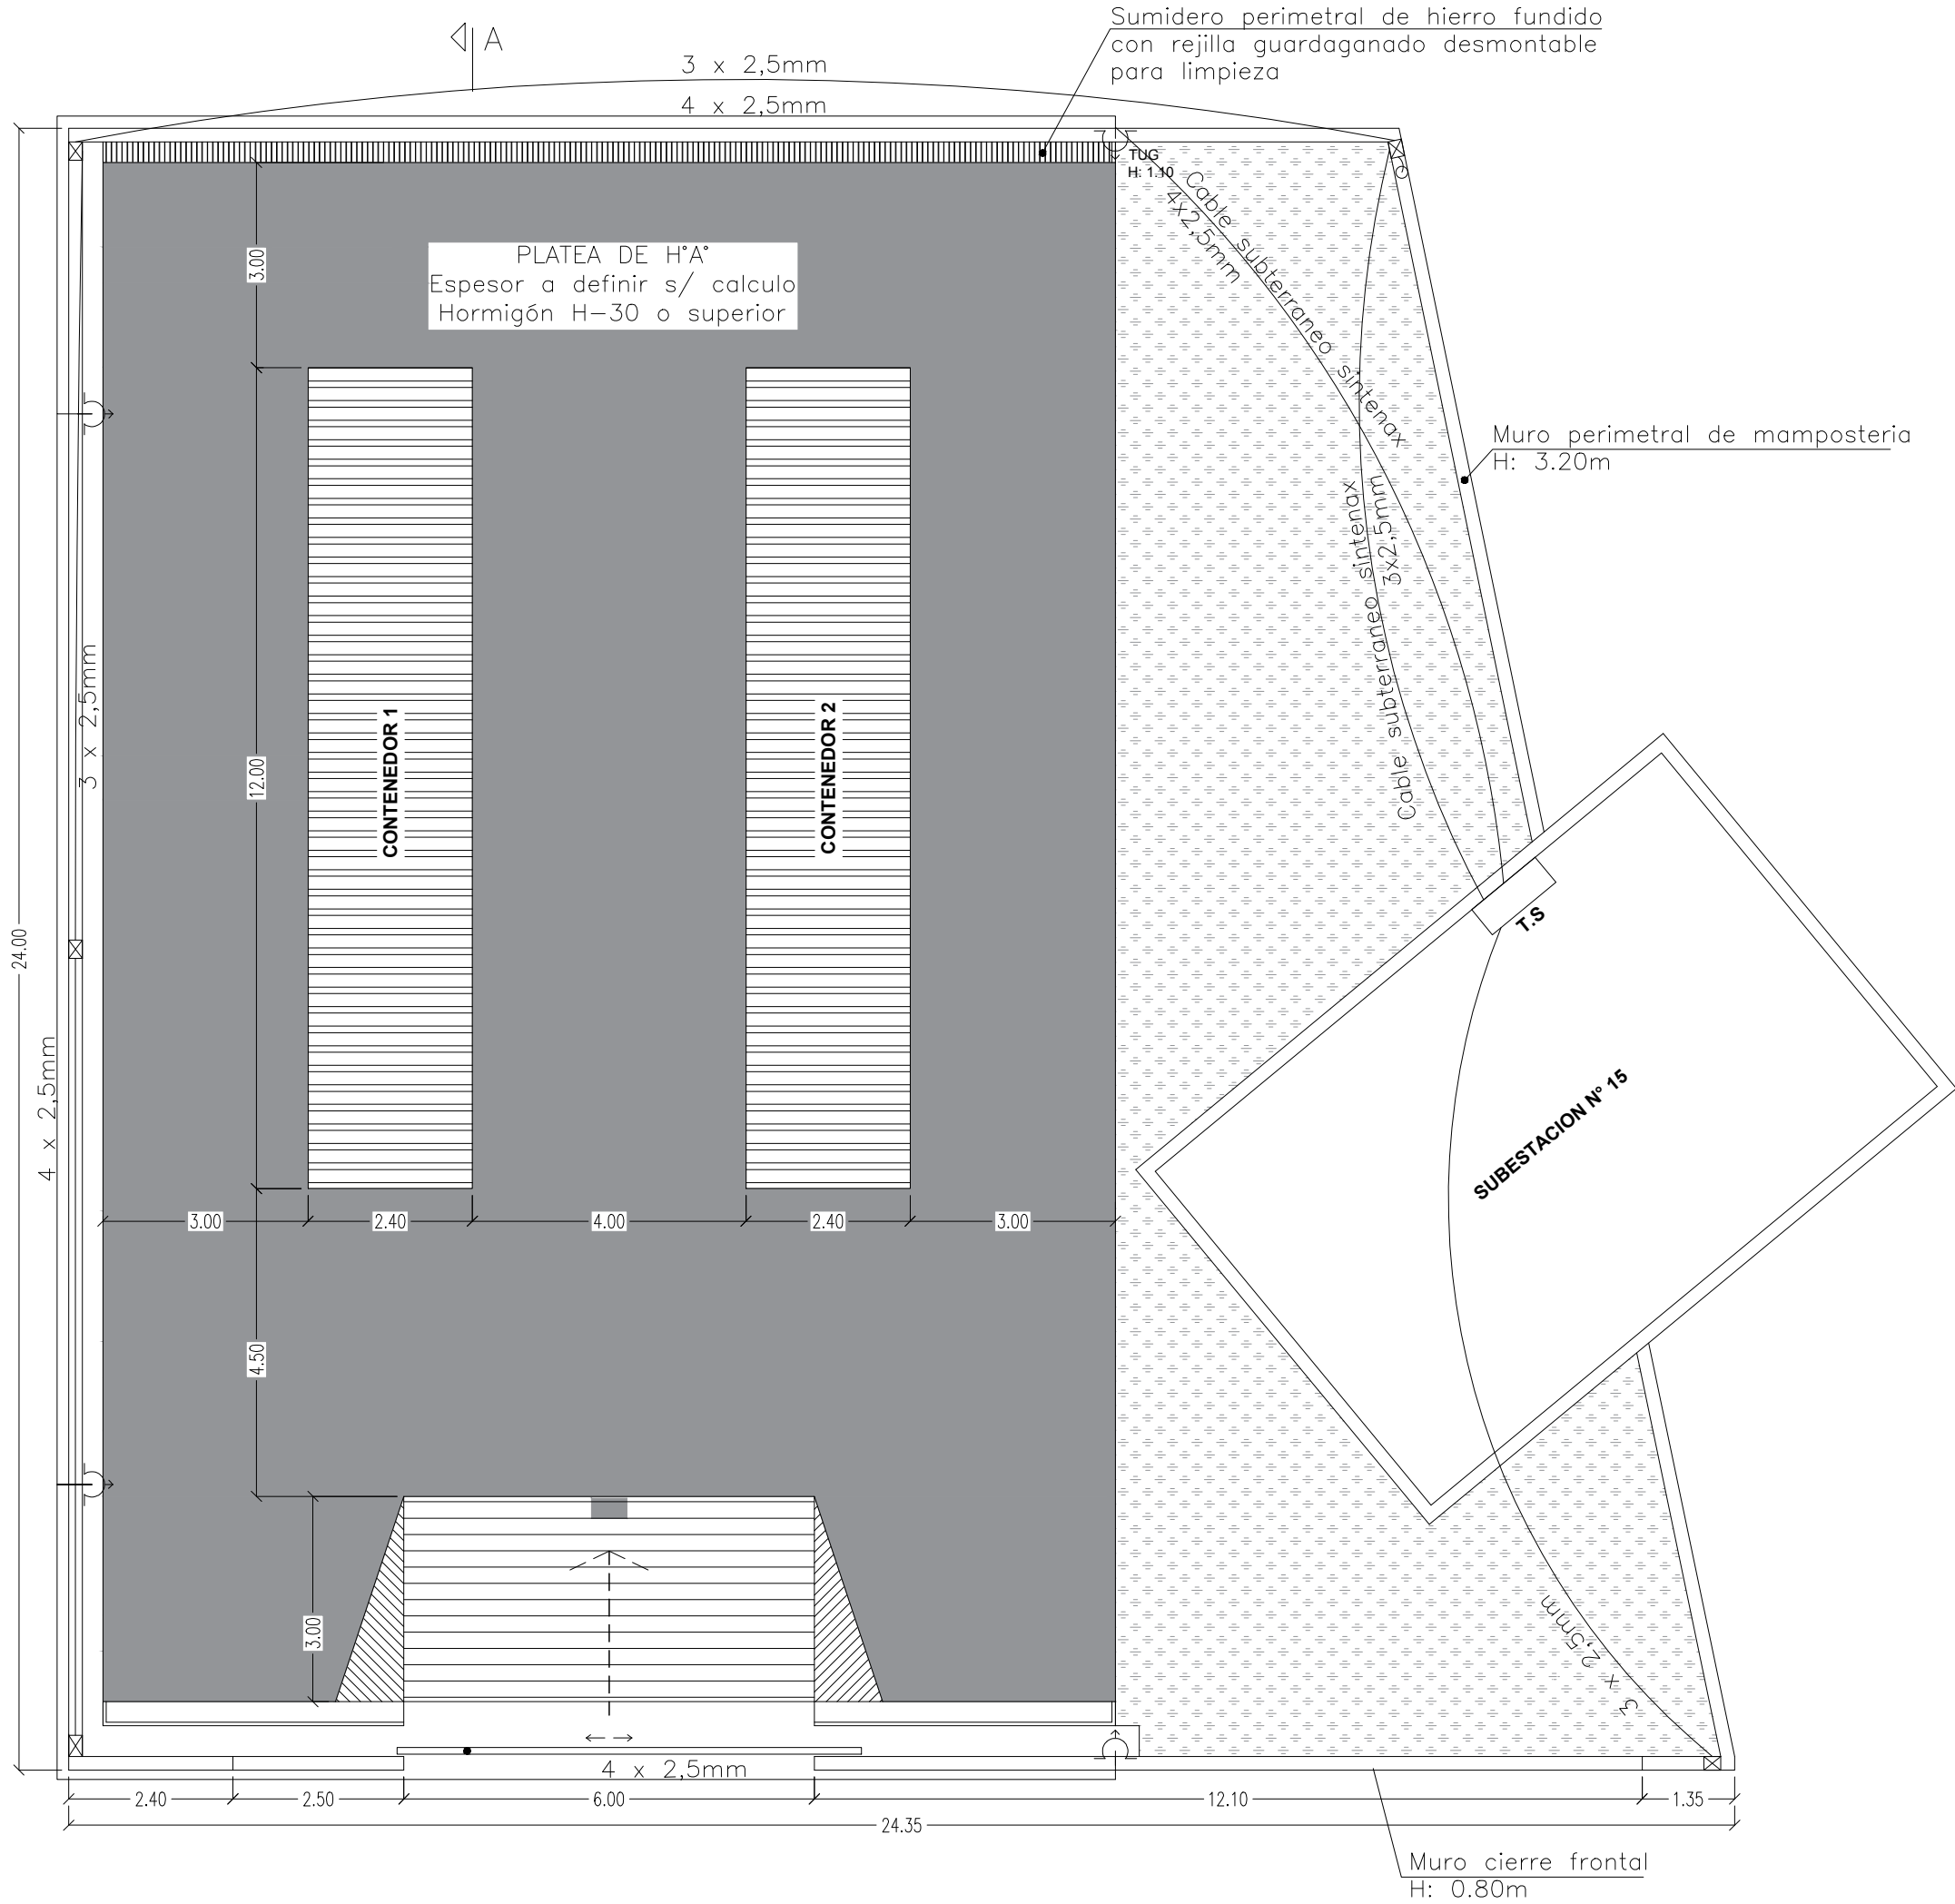 Sumidero perimetral de hierro fundido
con rejilla guardaganado desmontable
para limpieza
A
3 x 2,5mm
4 x 2,5mm
TUG
H: 1.10
Cable subterraneo sintenax
4x2,5mm
3.00
PLATEA DE H°A°
Espesor a definir s/ calculo
Hormigón H-30 o superior
Muro perimetral de mamposteria
H: 3.20m
Cable subterraneo sintenax
3x2,5mm
3 x 2,5mm
12.00
CONTENEDOR 1
CONTENEDOR 2
24.00
T.S
4 x 2,5mm
SUBESTACION N° 15
3.00
2.40
4.00
2.40
3.00
4.50
3.00
3 x 2,5mm
4 x 2,5mm
2.40
2.50
6.00
12.10
1.35
24.35
Muro cierre frontal
H: 0.80m